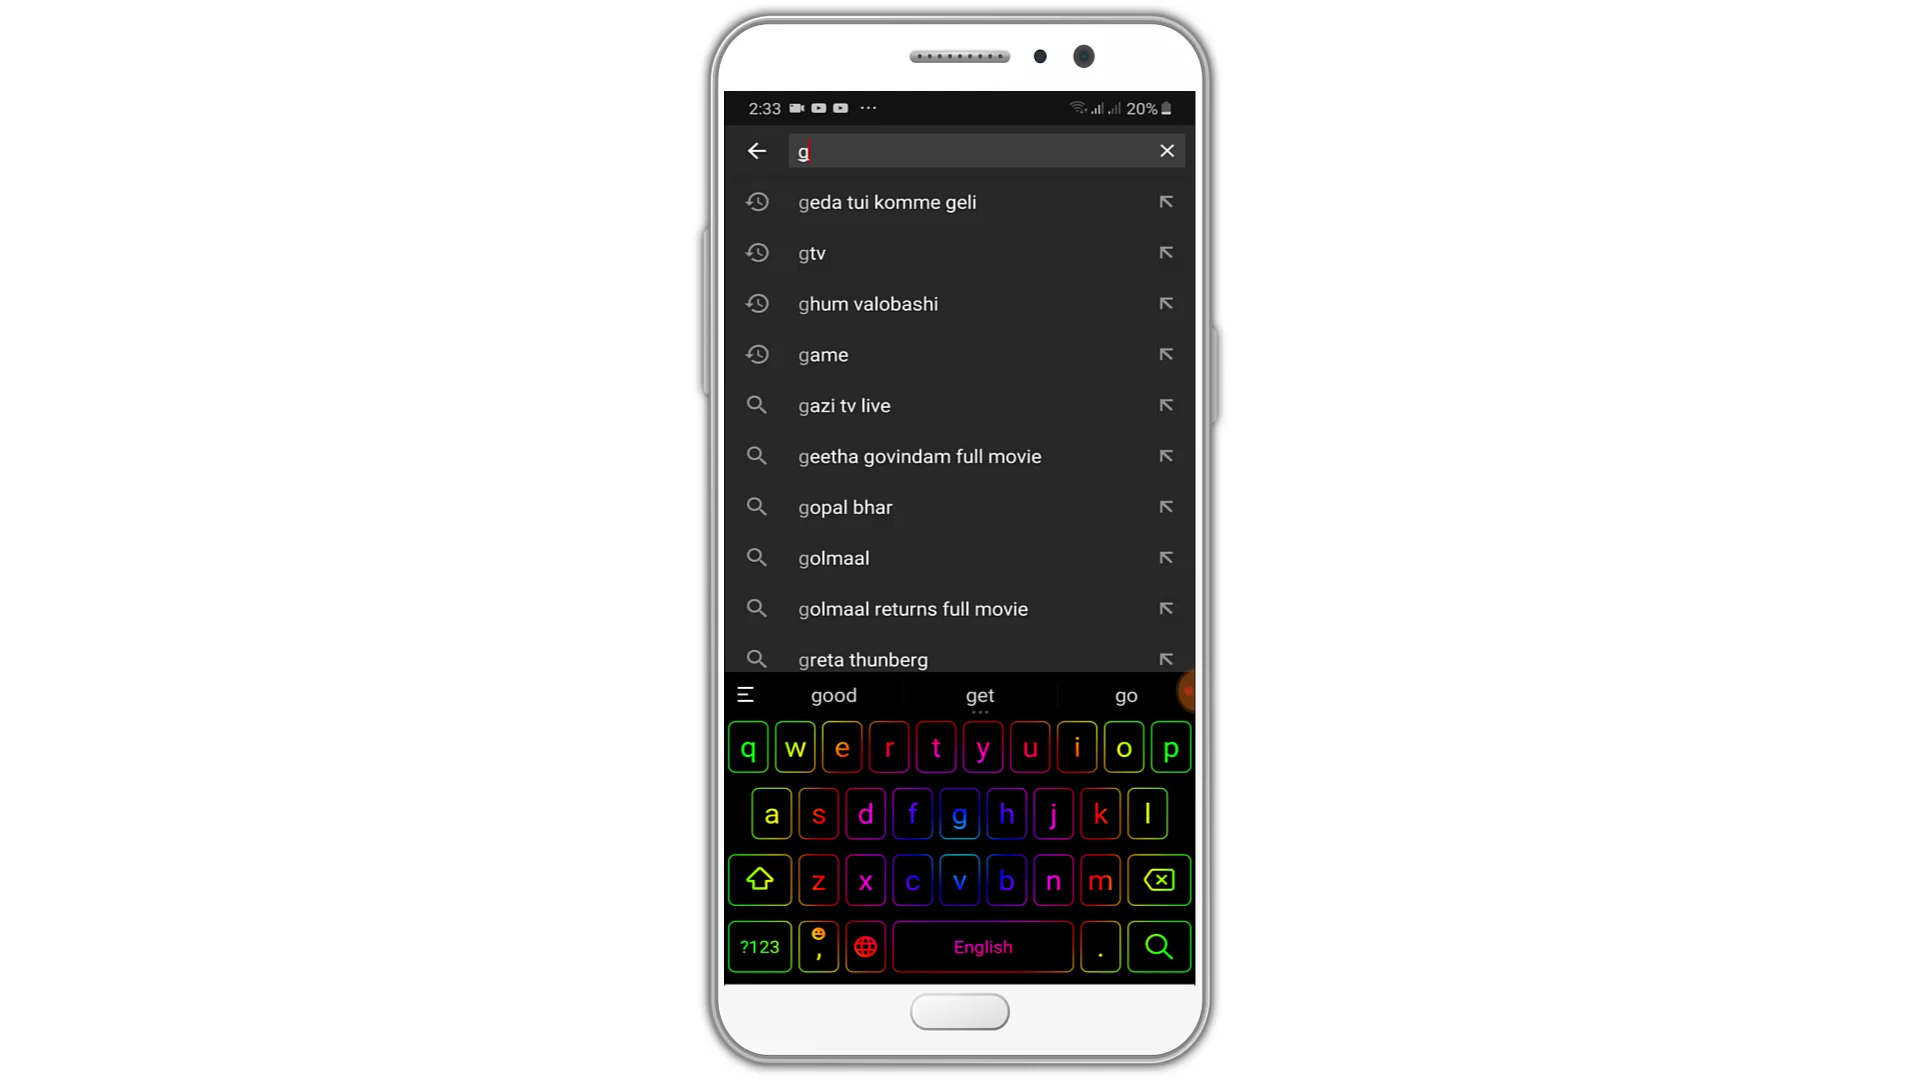 2:33 20%
g
geda tui komme geli
gtv
ghum valobashi
game
gazi tv live
geetha govindam full movie
gopal bhar
golmaal
golmaal returns full movie
greta thunberg
good get go
q w e r t y u i o p
a s d f g h j k l
z x c v b n m
?123 , English .